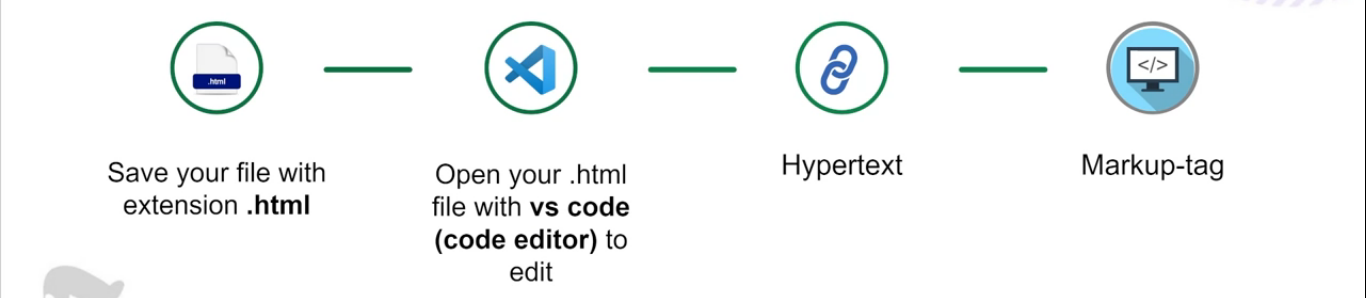 .html
</>
Save your file with
extension .html
Open your .html
file with vs code
(code editor) to
edit
Hypertext
Markup-tag